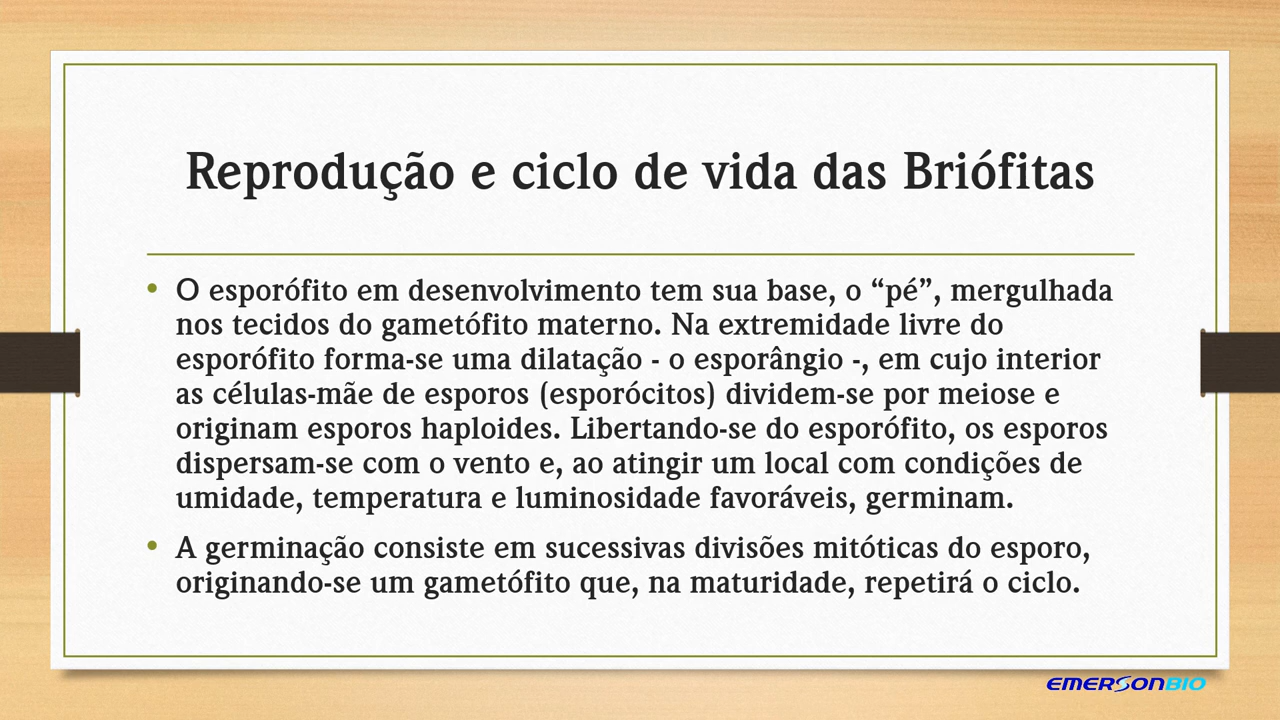 Reprodução e ciclo de vida das Briófitas
• O esporófito em desenvolvimento tem sua base, o “pé”, mergulhada
nos tecidos do gametófito materno. Na extremidade livre do
esporófito forma-se uma dilatação - o esporângio -, em cujo interior
as células-mãe de esporos (esporócitos) dividem-se por meiose e
originam esporos haploides. Libertando-se do esporófito, os esporos
dispersam-se com o vento e, ao atingir um local com condições de
umidade, temperatura e luminosidade favoráveis, germinam.
• A germinação consiste em sucessivas divisões mitóticas do esporo,
originando-se um gametófito que, na maturidade, repetirá o ciclo.
EMERSONBIO